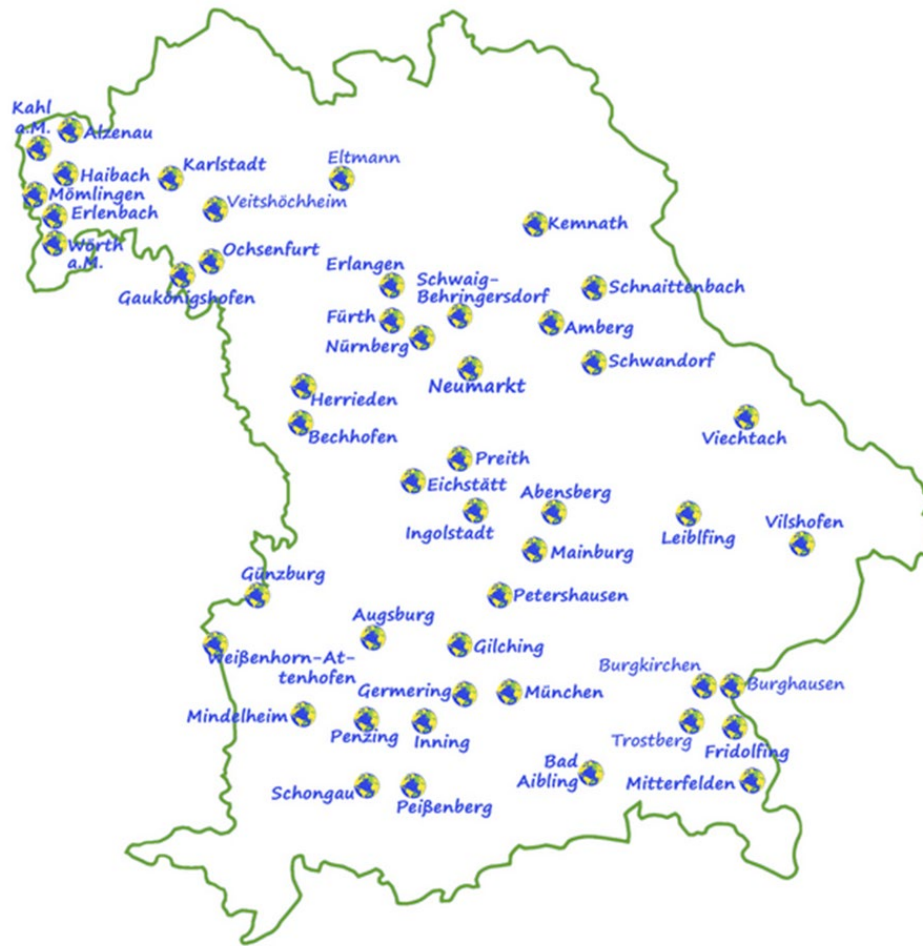 Kahl
a.M.
Alzenau
Haibach
Karlstadt
Eltmann
Mömlingen
Veitshöchheim
Erlenbach
Kemnath
Wörth
a.M.
Ochsenfurt
Gaukönigshofen
Erlangen
Schwaig-
Behringersdorf
Schnaittenbach
Fürth
Nürnberg
Amberg
Schwandorf
Neumarkt
Herrieden
Bechhofen
Viechtach
Preith
Eichstätt
Abensberg
Ingolstadt
Leiblfing
Vilshofen
Mainburg
Günzburg
Petershausen
Augsburg
Gilching
Weißenhorn-At-
tenhofen
Germering
München
Burgkirchen
Burghausen
Mindelheim
Penzing
Inning
Trostberg
Fridolfing
Bad
Aibling
Mitterfelden
Schongau
Peißenberg